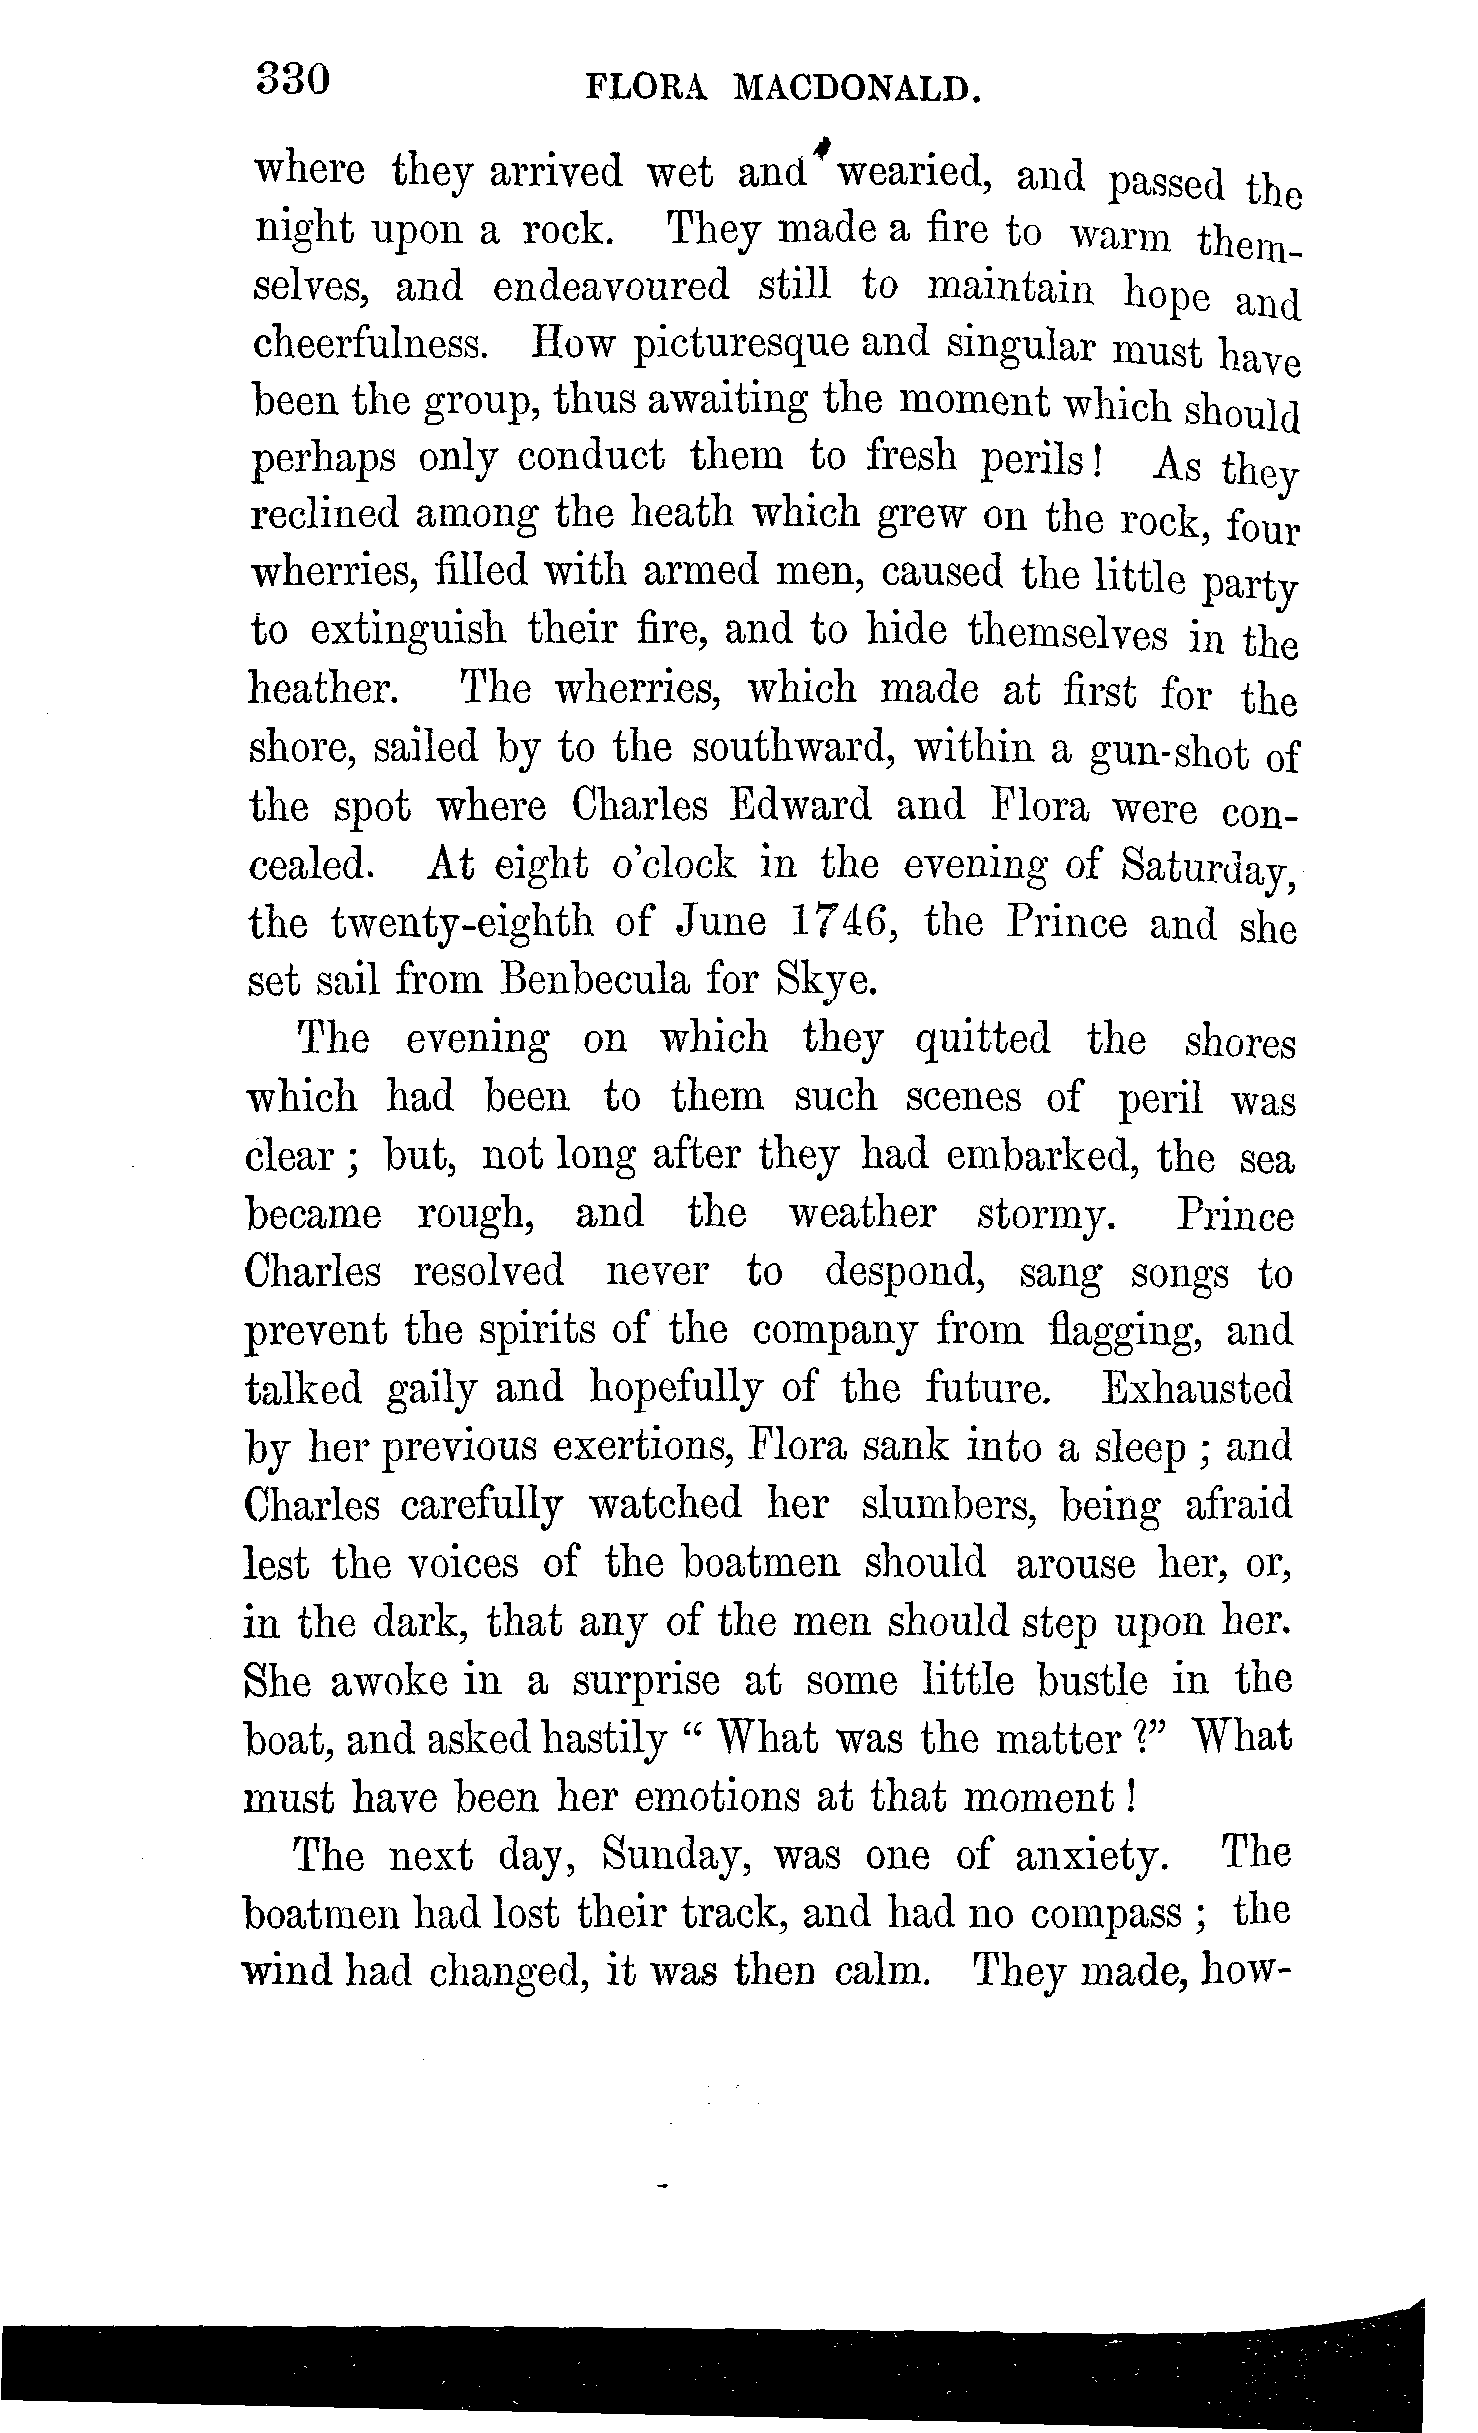 330 FLORA MACDONALD.
where they arrived wet and wearied, and passed the
night upon a rock. They made a fire to warm them-
selves, and endeavoured still to maintain hope and
cheerfulness. How picturesque and singular must have
been the group, thus awaiting the moment which should
perhaps only conduct them to fresh perils! As they
reclined among the heath which grew on the rock, four
wherries, filled with armed men, caused the little party
to extinguish their fire, and to hide themselves in the
heather. The wherries, which made at first for the
shore, sailed by to the southward, within a gun-shot of
the spot where Charles Edward and Flora were con-
cealed. At eight o'clock in the evening of Saturday,
the twenty-eighth of June 1746, the Prince and she
set sail from Benbecula for Skye.
The evening on which they quitted the shores
which had been to them such scenes of peril was
clear ; but, not long after they had embarked, the sea
became rough, and the weather stormy. Prince
Charles resolved never to despond, sang songs to
prevent the spirits of the company from flagging, and
talked gaily and hopefully of the future. Exhausted
by her previous exertions, Flora sank into a sleep ; and
Charles carefully watched her slumbers, being afraid
lest the voices of the boatmen should arouse her, or,
in the dark, that any of the men should step upon her.
She awoke in a surprise at some little bustle in the
boat, and asked hastily " What was the matter ?" What
must have been her emotions at that moment !
The next day, Sunday, was one of anxiety. The
boatmen had lost their track, and had no compass ; the
wind had changed, it was then calm. They made, how-